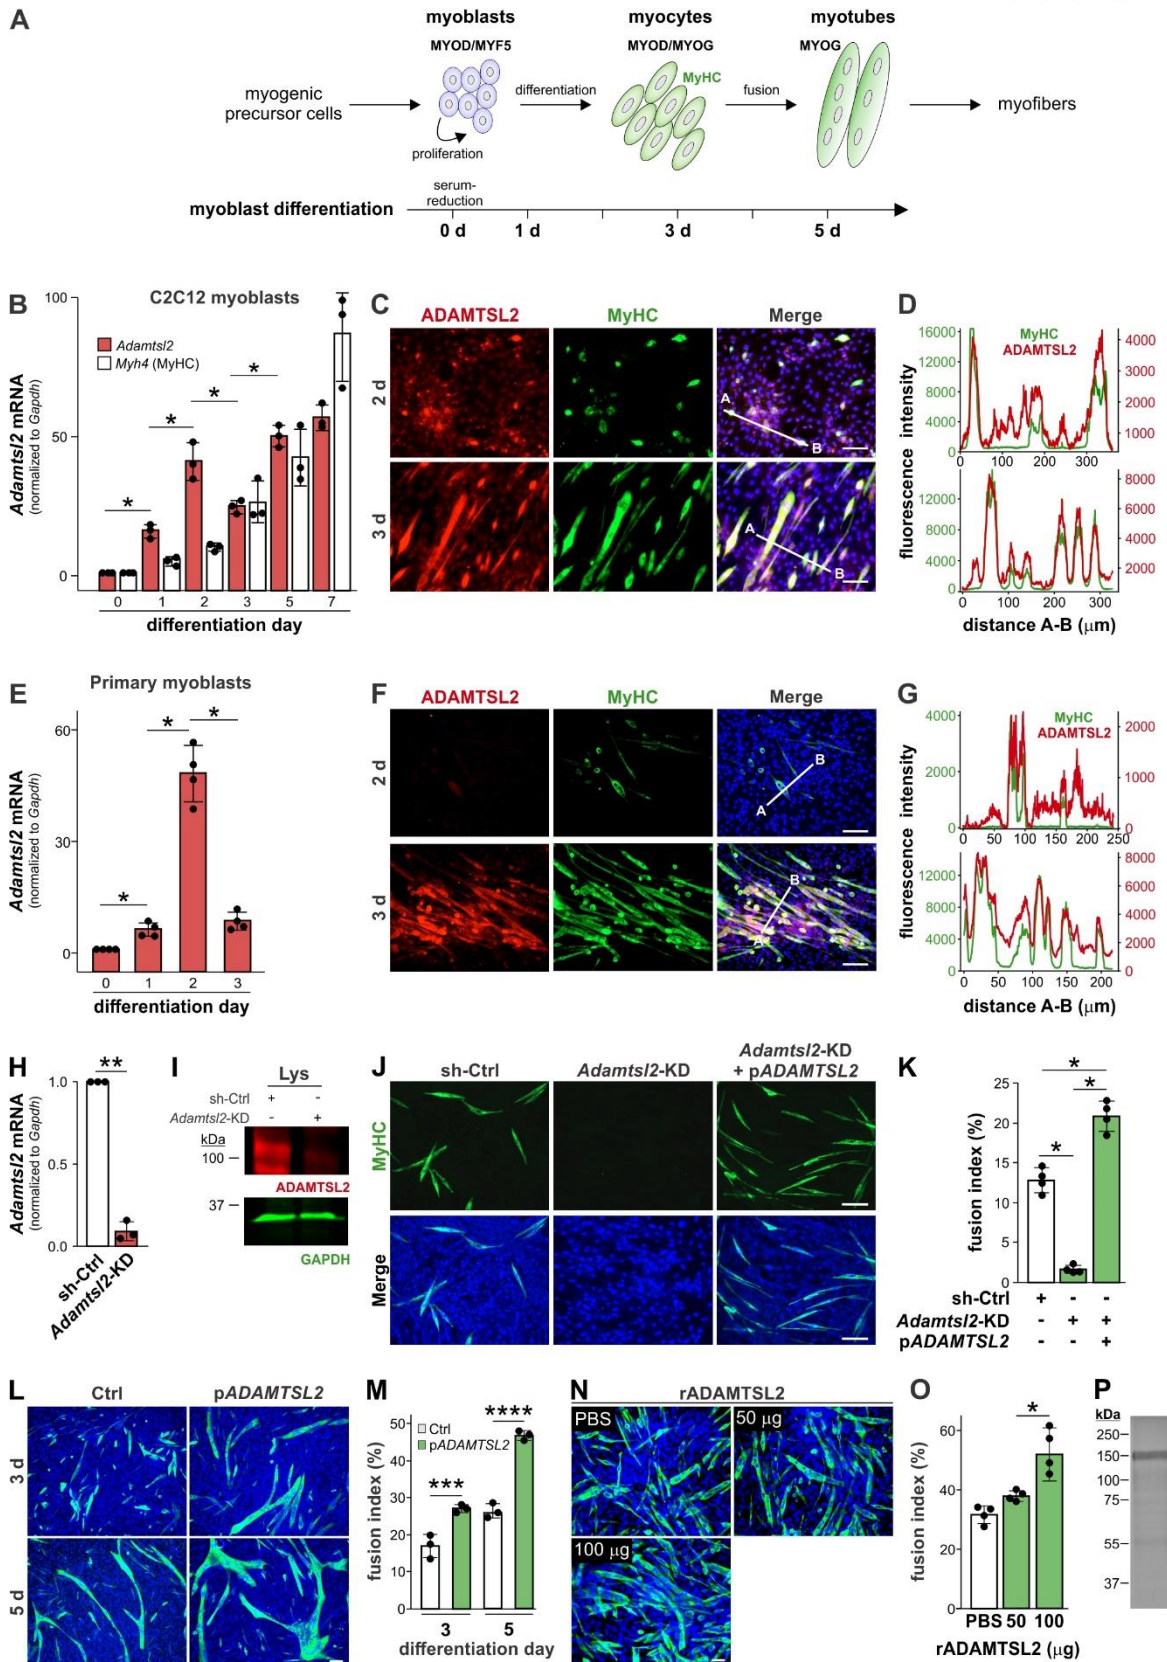 A
myoblasts
myocytes
myotubes
MYOD/MYF5
MYOD/MYOG
MYOG
MyHC
myogenic
precursor cells
differentiation
fusion
myofibers
proliferation
serum-
reduction
myoblast differentiation
0 d
1 d
3 d
5 d
B
C2C12 myoblasts
Adamtsl2
Myh4 (MyHC)
Adamtsl2 mRNA
(normalized to Gapdh)
100
50
0
* * * *
0 1 2 3 5 7
differentiation day
C
ADAMTSL2 MyHC Merge
2 d
A
B
3 d
A
B
D
MyHC
ADAMTSL2
fluorescence intensity
16000
12000
8000
4000
0
4000
3000
2000
1000
0 100 200 300
12000
8000
4000
0
4000
3000
2000
1000
0 100 200 300
distance A-B (μm)
E
Primary myoblasts
Adamtsl2 mRNA
(normalized to Gapdh)
60
30
0
* * *
0 1 2 3
differentiation day
F
ADAMTSL2 MyHC Merge
2 d
B
A
3 d
B
A
G
MyHC
ADAMTSL2
fluorescence intensity
4000
2000
0
2000
1000
0
0 50 100 150 200 250
12000
8000
4000
0
8000
6000
4000
2000
0
0 50 100 150 200
distance A-B (μm)
H
Adamtsl2 mRNA
(normalized to Gapdh)
**
1.0
0.5
0.0
sh-Ctrl
Adamtsl2-KD
I
Lys
sh-Ctrl + -
Adamtsl2-KD - +
kDa
100
ADAMTSL2
37
GAPDH
J
sh-Ctrl
Adamtsl2-KD
Adamtsl2-KD
+ pADAMTSL2
MyHC
Merge
K
fusion index (%)
*
*
*
25
20
15
10
5
0
sh-Ctrl + - -
Adamtsl2-KD - + +
pADAMTSL2 - - +
L
Ctrl
pADAMTSL2
3 d
5 d
M
Ctrl
pADAMTSL2
fusion index (%)
****
***
50
40
30
20
10
0
3 5
differentiation day
N
rADAMTSL2
PBS
50 μg
100 μg
O
fusion index (%)
*
60
40
20
0
PBS 50 100
rADAMTSL2 (μg)
P
kDa
250
150
100
75
55
37